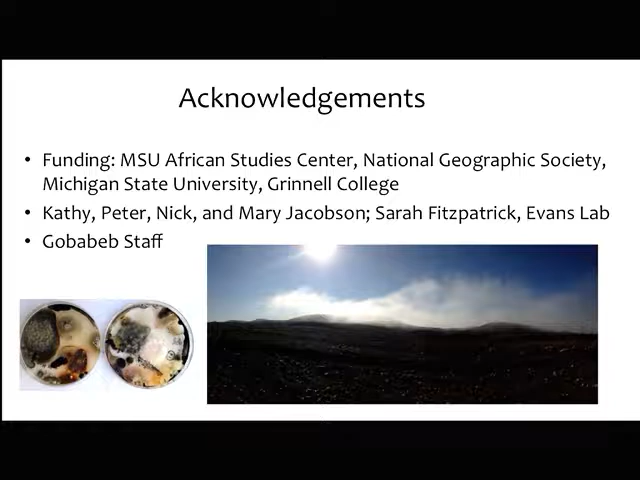 Acknowledgements
• Funding: MSU African Studies Center, National Geographic Society,
Michigan State University, Grinnell College
• Kathy, Peter, Nick, and Mary Jacobson; Sarah Fitzpatrick, Evans Lab
• Gobabeb Staff